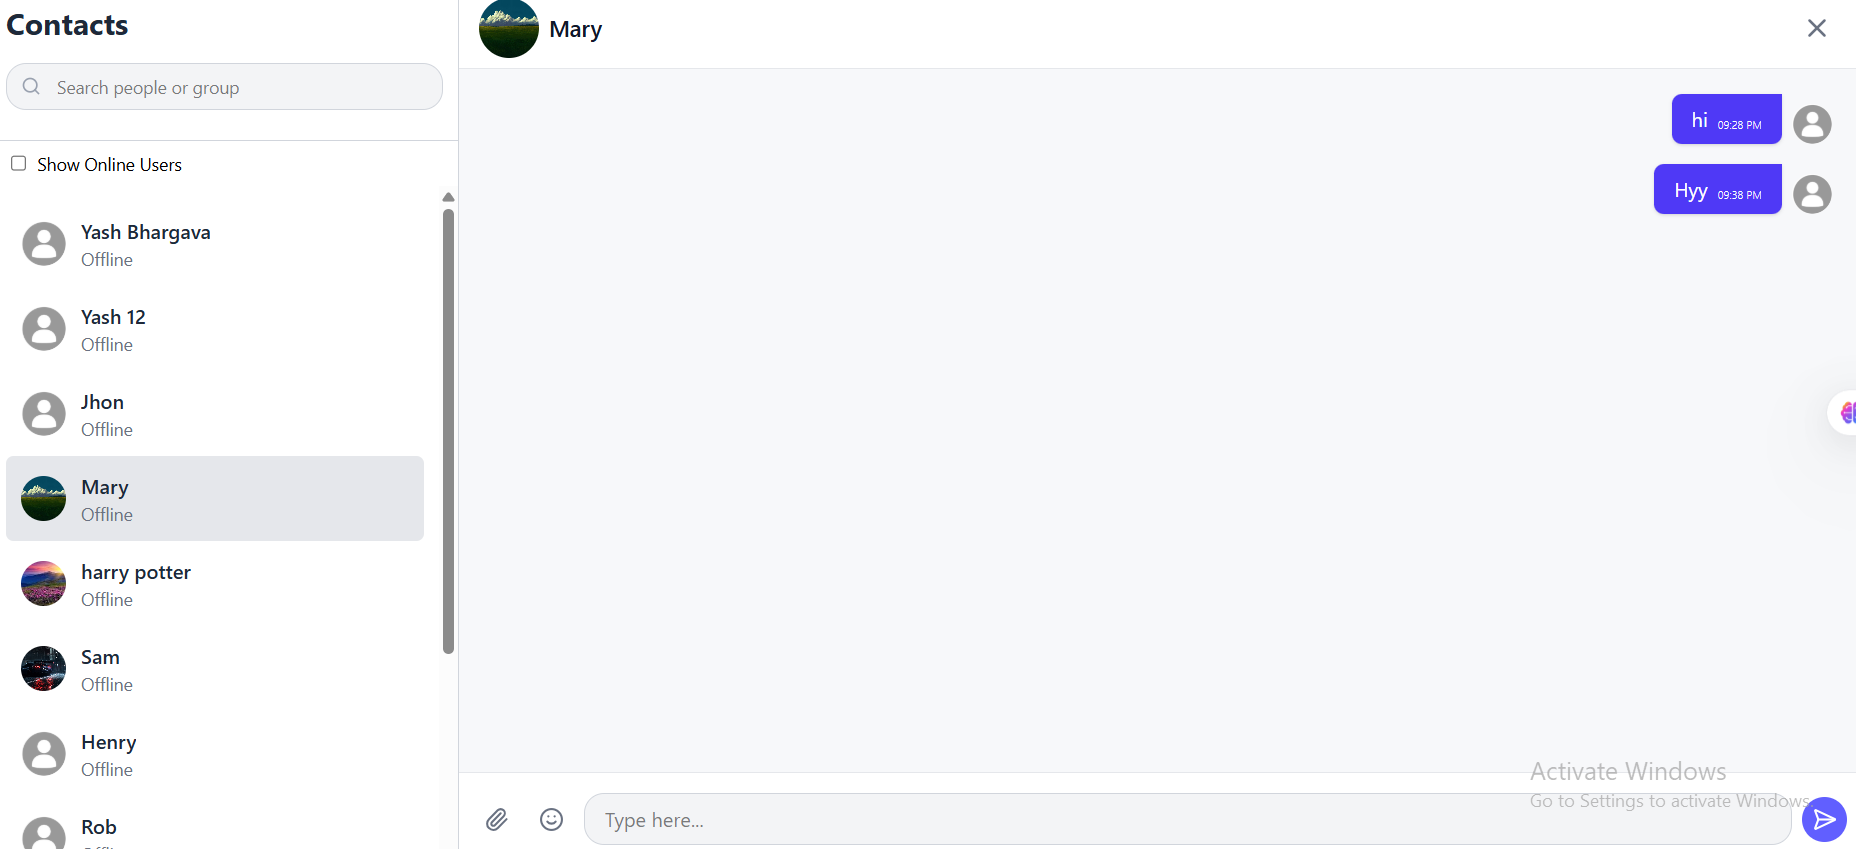 Contacts
Search people or group
Show Online Users
Yash Bhargava
Offline
Yash 12
Offline
Jhon
Offline
Mary
Offline
harry potter
Offline
Sam
Offline
Henry
Offline
Rob
Mary
hi 09:28 PM
Hyy 09:38 PM
Activate Windows
Go to Settings to activate Windows.
Type here...